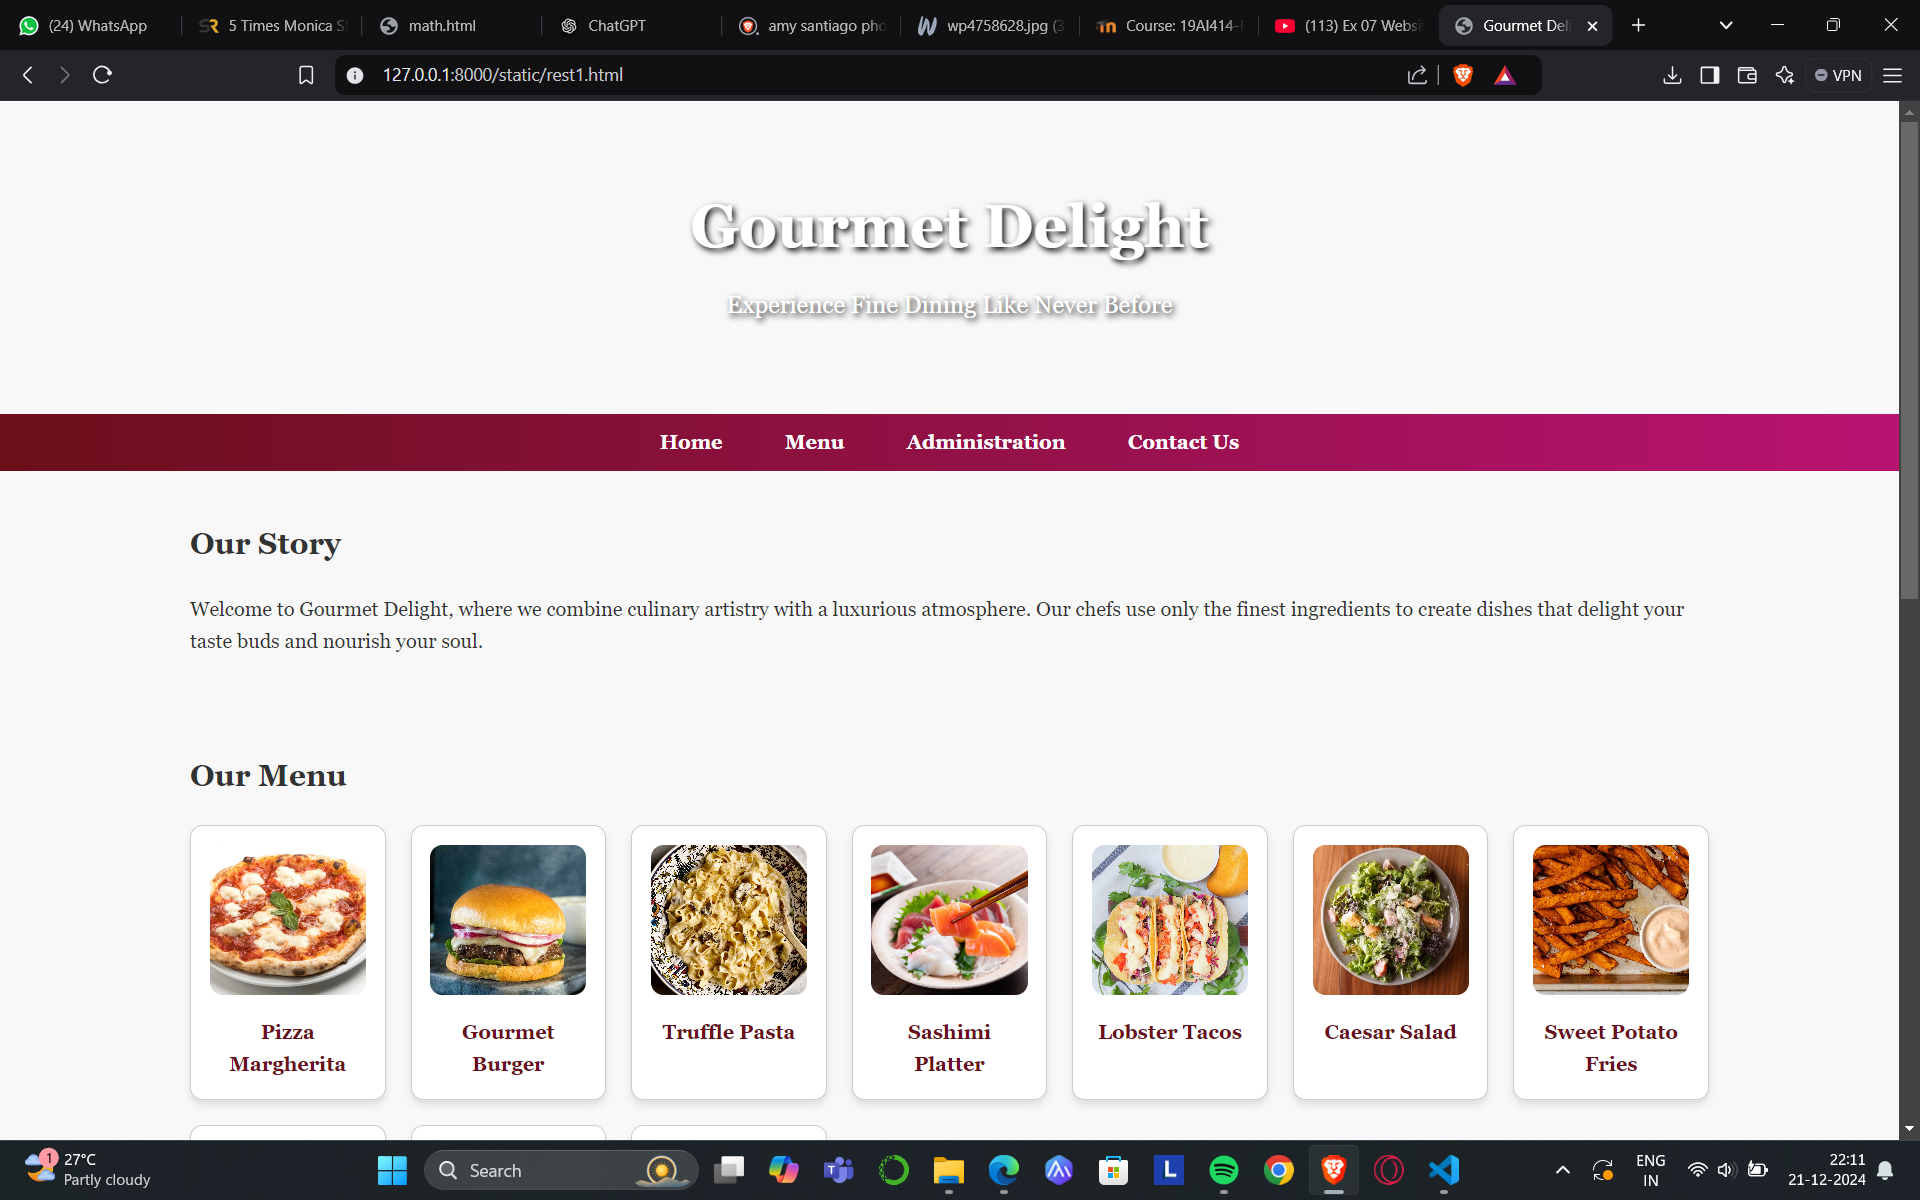 (24) WhatsApp
5 Times Monica S
math.html
ChatGPT
amy santiago pho
wp4758628.jpg (3
Course: 19AI414-
(113) Ex 07 Websi
Gourmet Deli
127.0.0.1:8000/static/rest1.html
VPN
Gourmet Delight
Experience Fine Dining Like Never Before
Home Menu Administration Contact Us
Our Story
Welcome to Gourmet Delight, where we combine culinary artistry with a luxurious atmosphere. Our chefs use only the finest ingredients to create dishes that delight your
taste buds and nourish your soul.
Our Menu
Pizza
Margherita
Gourmet
Burger
Truffle Pasta
Sashimi
Platter
Lobster Tacos
Caesar Salad
Sweet Potato
Fries
1
27°C
Partly cloudy
Search
L
ENG
IN
22:11
21-12-2024